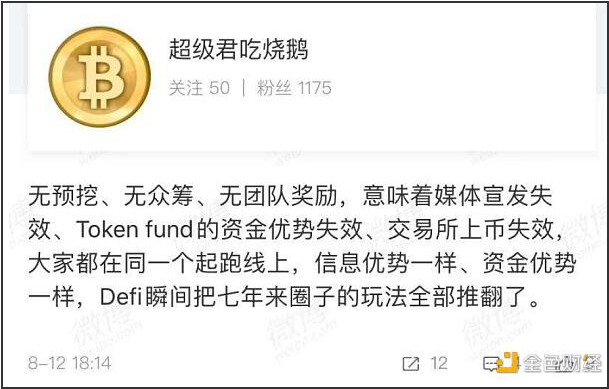 超级君吃烧鹅
关注 50 | 粉丝 1175
无预挖、无众筹、无团队奖励，意味着媒体宣发失
效、Token fund的资金优势失效、交易所上币失效，
大家都在同一个起跑线上，信息优势一样、资金优势
一样，Defi瞬间把七年来圈子的玩法全部推翻了。
8-12 18:14
12
金色财经